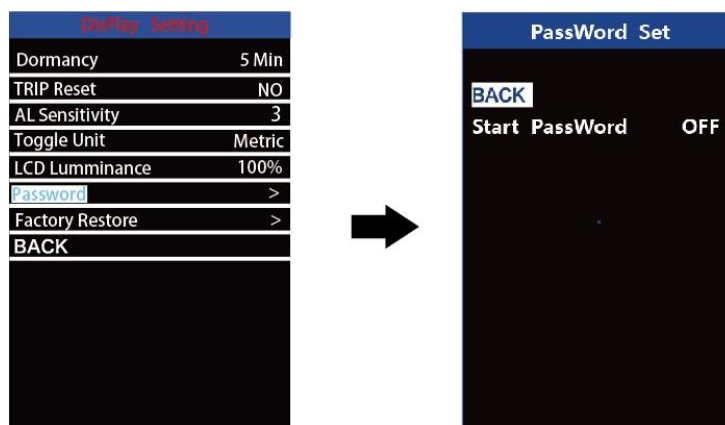 DisPlay Setting
Dormancy 5 Min
TRIP Reset NO
AL Sensitivity 3
Toggle Unit Metric
LCD Lumminance 100%
Password >
Factory Restore >
BACK
PassWord Set
BACK
Start PassWord OFF